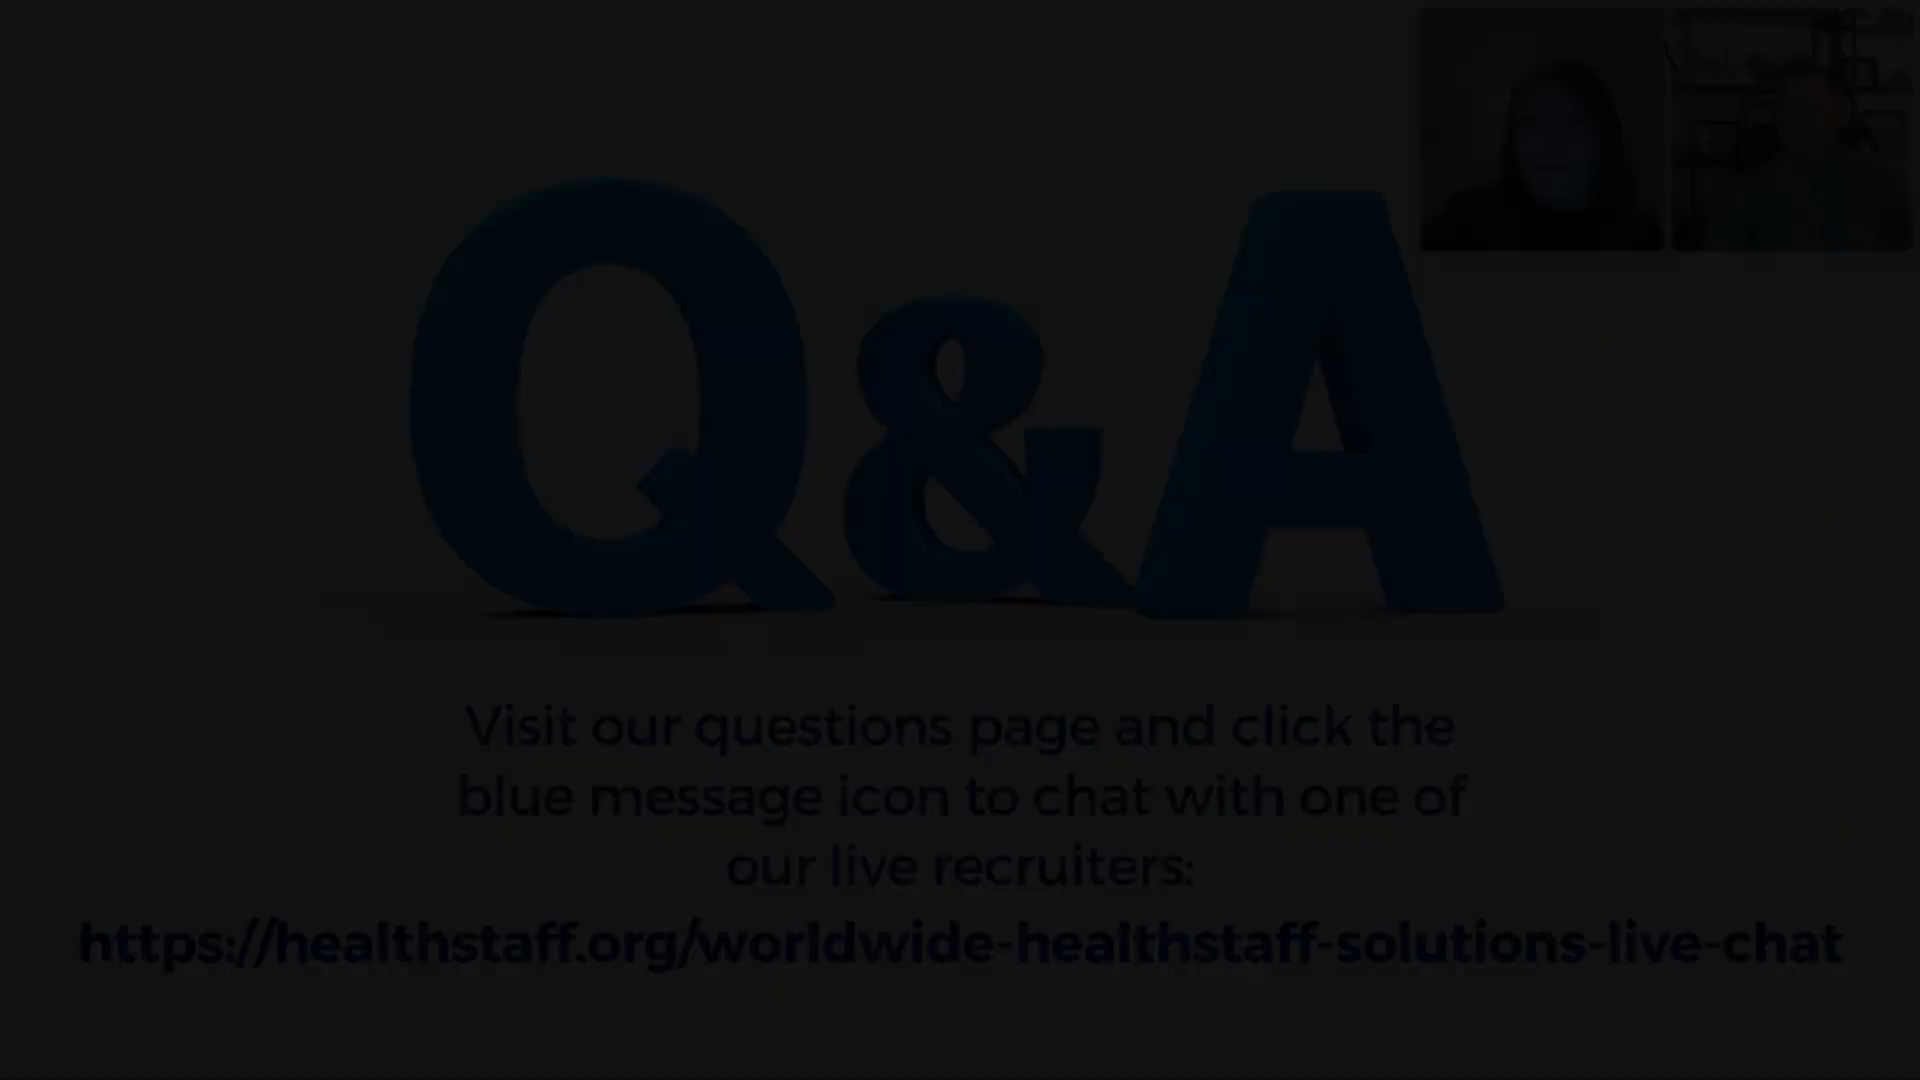 Q&A
Visit our questions page and click the
blue message icon to chat with one of
our live recruiters:
https://healthstaff.org/worldwide-healthstaff-solutions-live-chat